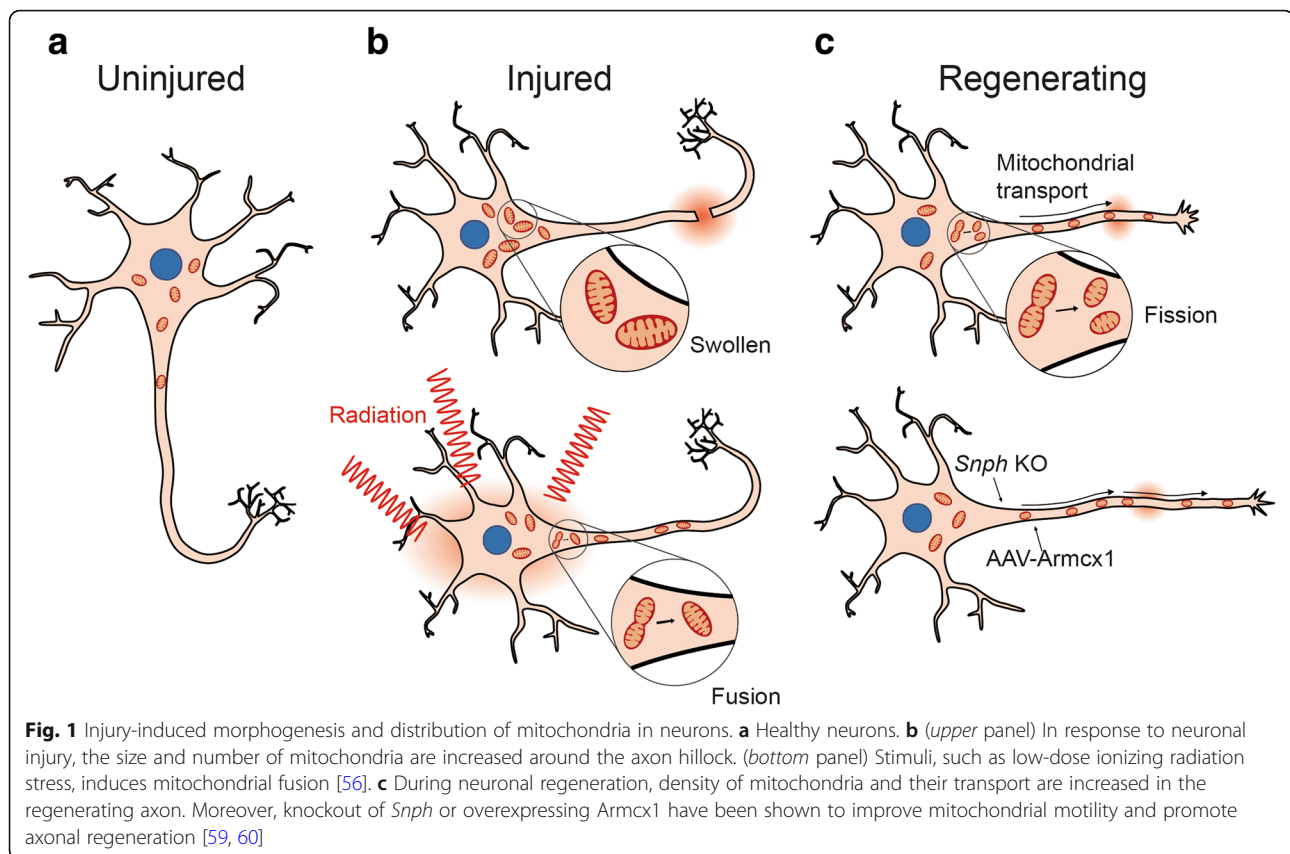 a
Uninjured
b
Injured
Swollen
Radiation
Fusion
c
Regenerating
Mitochondrial
transport
Fission
Snph KO
AAV-Armcx1
Fig. 1 Injury-induced morphogenesis and distribution of mitochondria in neurons. a Healthy neurons. b (upper panel) In response to neuronal
injury, the size and number of mitochondria are increased around the axon hillock. (bottom panel) Stimuli, such as low-dose ionizing radiation
stress, induces mitochondrial fusion [56]. c During neuronal regeneration, density of mitochondria and their transport are increased in the
regenerating axon. Moreover, knockout of Snph or overexpressing Armcx1 have been shown to improve mitochondrial motility and promote
axonal regeneration [59, 60]